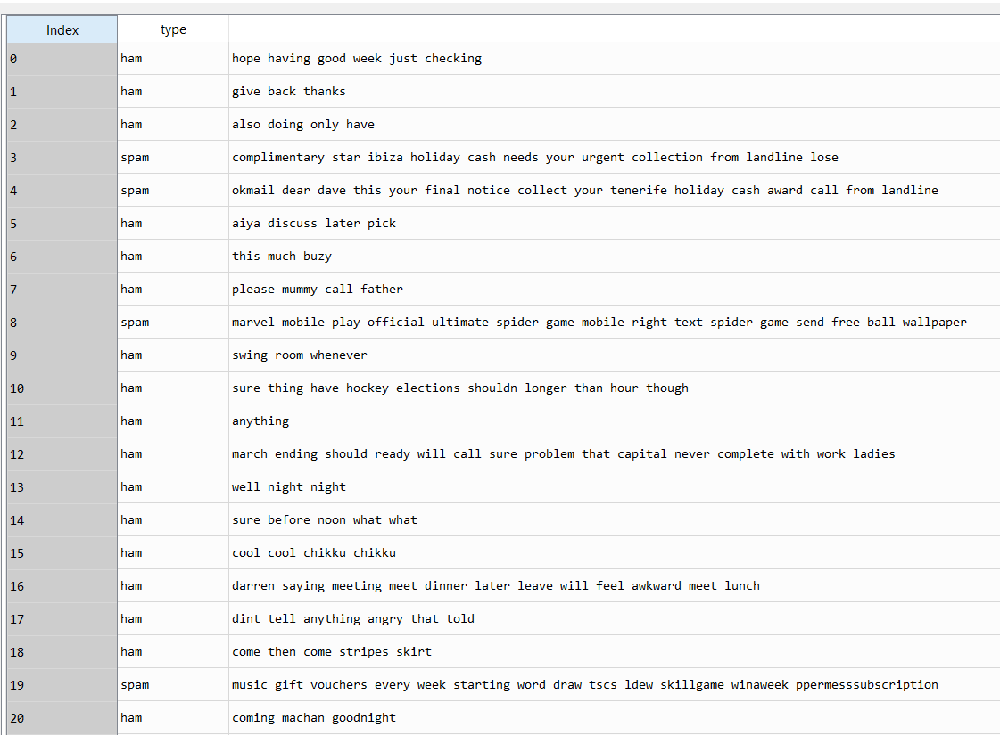 Index type
0 ham hope having good week just checking
1 ham give back thanks
2 ham also doing only have
3 spam complimentary star ibiza holiday cash needs your urgent collection from landline lose
4 spam okmail dear dave this your final notice collect your tenerife holiday cash award call from landline
5 ham aiya discuss later pick
6 ham this much buzy
7 ham please mummy call father
8 spam marvel mobile play official ultimate spider game mobile right text spider game send free ball wallpaper
9 ham swing room whenever
10 ham sure thing have hockey elections shouldn longer than hour though
11 ham anything
12 ham march ending should ready will call sure problem that capital never complete with work ladies
13 ham well night night
14 ham sure before noon what what
15 ham cool cool chikku chikku
16 ham darren saying meeting meet dinner later leave will feel awkward meet lunch
17 ham dint tell anything angry that told
18 ham come then come stripes skirt
19 spam music gift vouchers every week starting word draw tscs ldew skillgame winaweek ppermesssubscription
20 ham coming machan goodnight